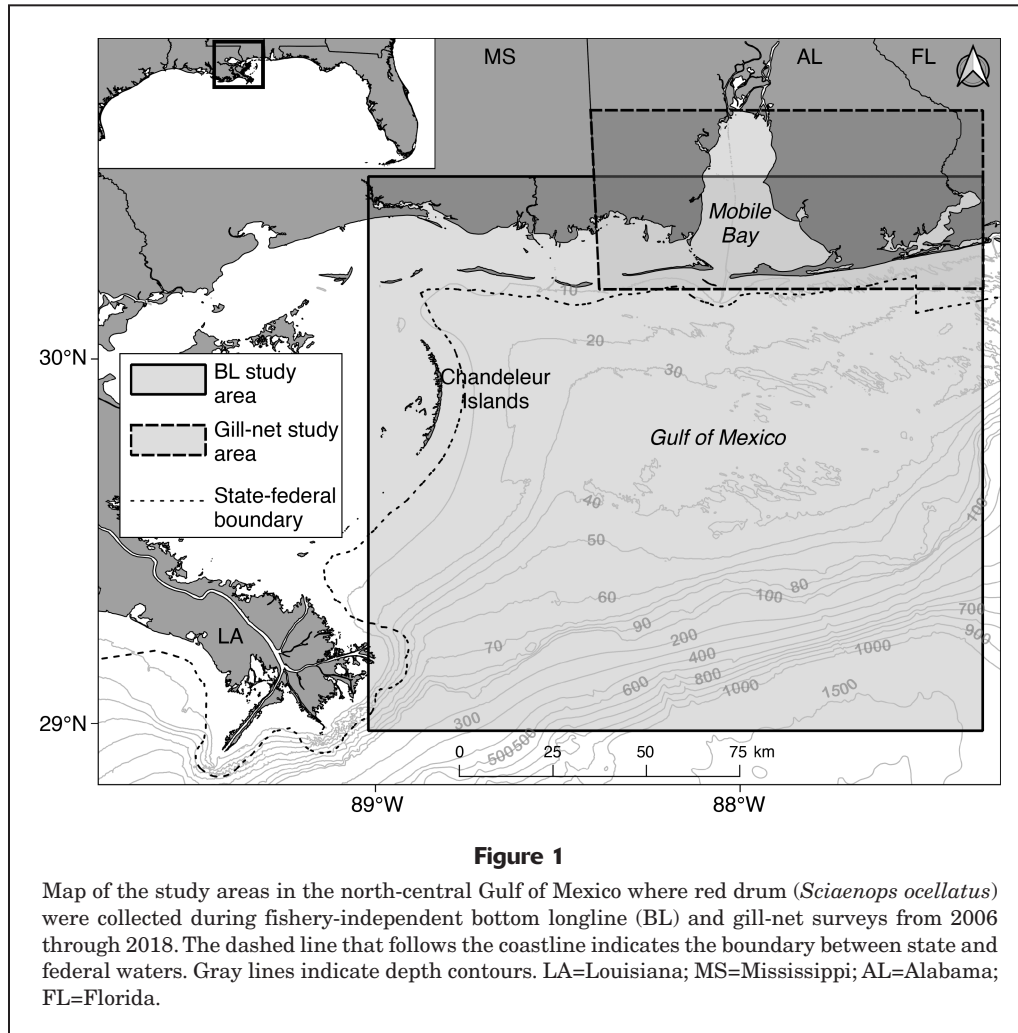 MS
AL
FL
Mobile
Bay
10
20
30°N
30
BL study
area
Chandeleur
Islands
Gill-net study
area
Gulf of Mexico
State-federal
boundary
40
100
50
80
60
100
90
700
LA
200
900
70
400
1000
800
600
1000
1500
29°N
300
500
500
0 25 50 75 km
89°W 88°W
Figure 1
Map of the study areas in the north-central Gulf of Mexico where red drum (Sciaenops ocellatus)
were collected during fishery-independent bottom longline (BL) and gill-net surveys from 2006
through 2018. The dashed line that follows the coastline indicates the boundary between state and
federal waters. Gray lines indicate depth contours. LA=Louisiana; MS=Mississippi; AL=Alabama;
FL=Florida.